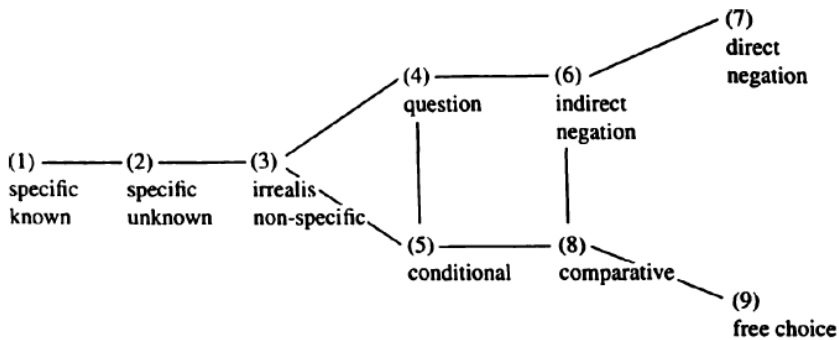 (7)
direct
negation
(4)
question
(6)
indirect
negation
(1)
specific
known
(2)
specific
unknown
(3)
irrealis
non-specific
(5)
conditional
(8)
comparative
(9)
free choice